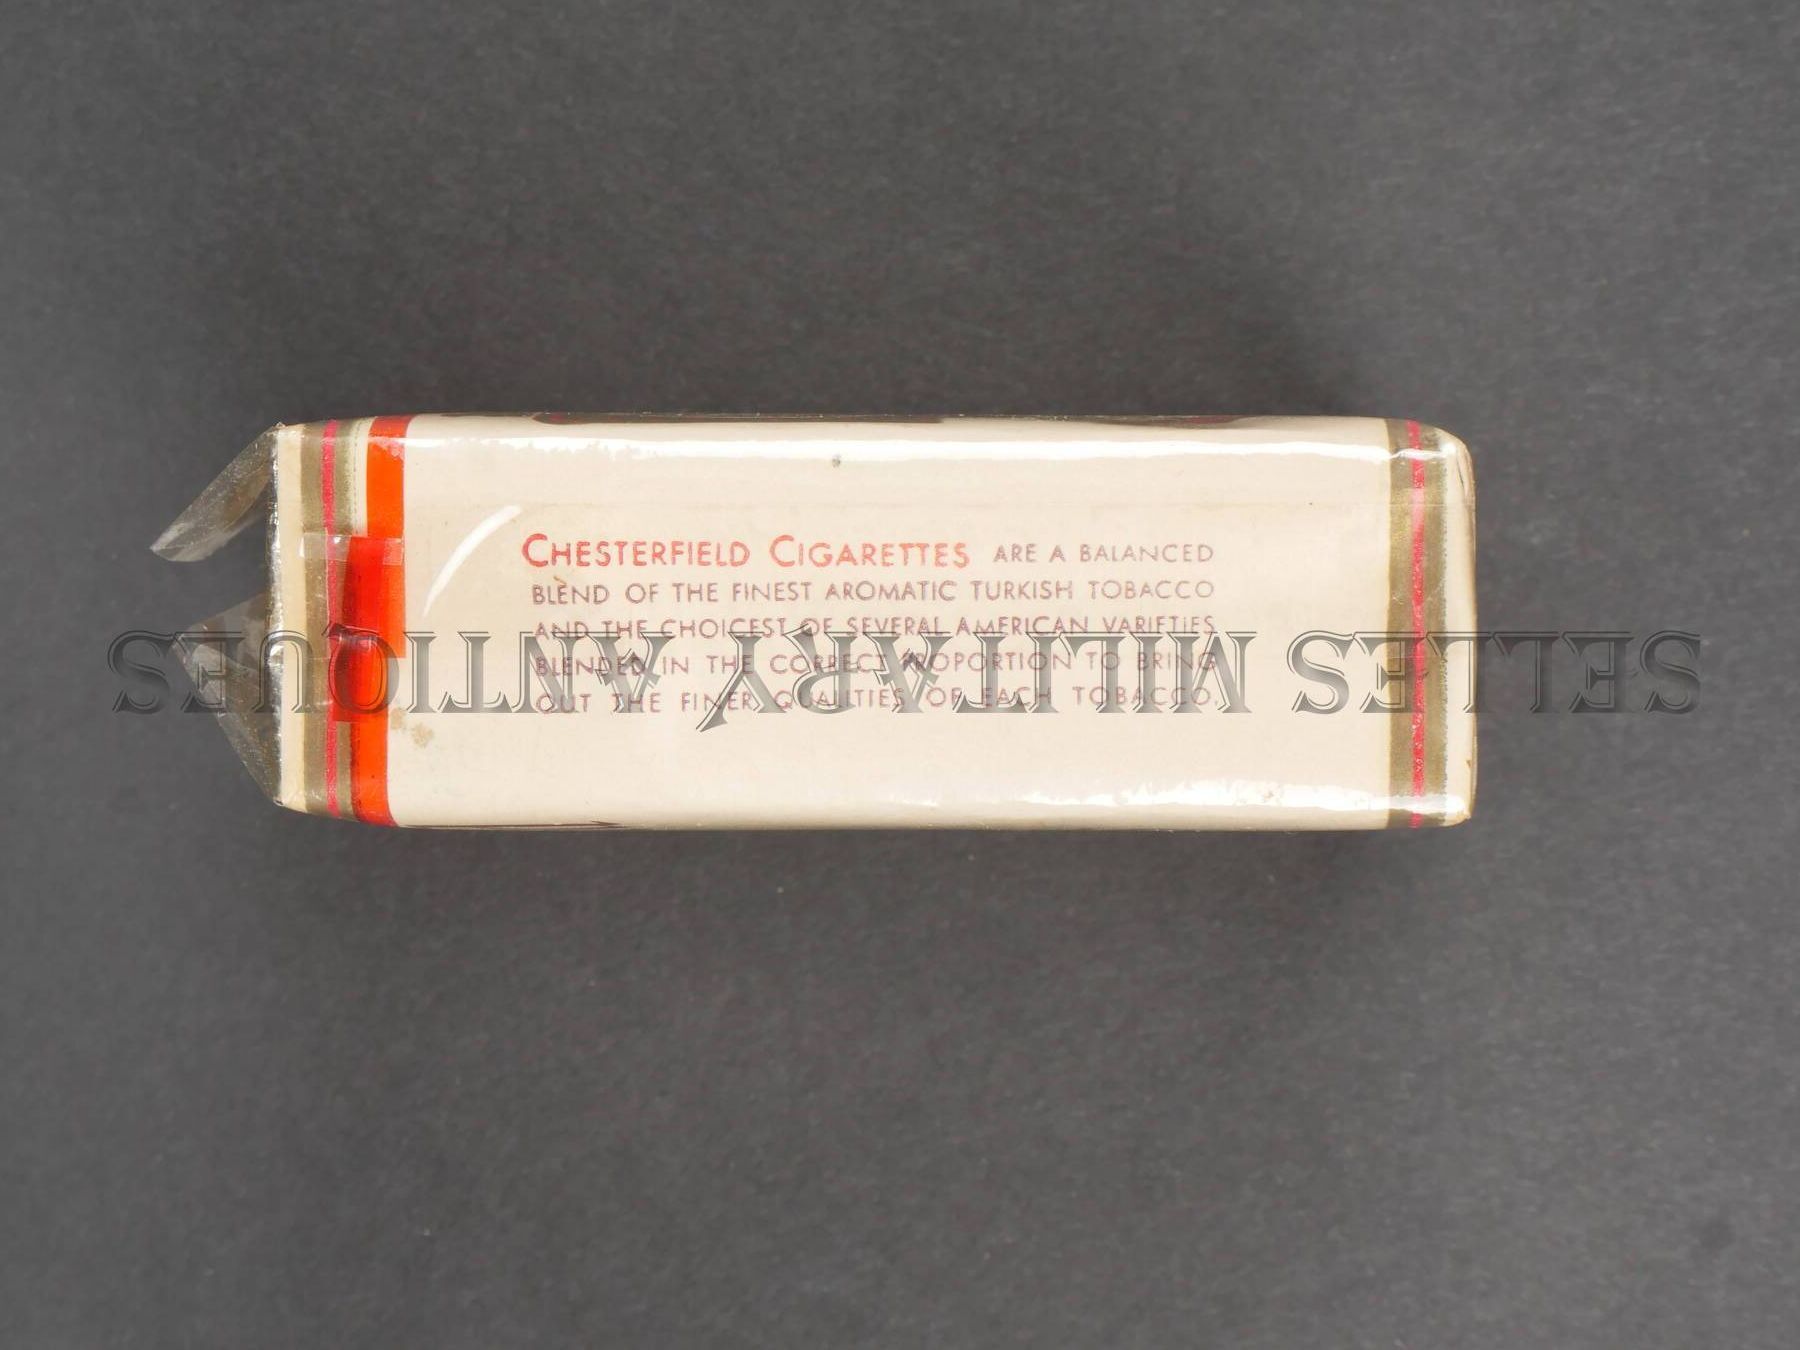 CHESTERFIELD CIGARETTES ARE A BALANCED
BLEND OF THE FINEST AROMATIC TURKISH TOBACCO
AND THE CHOICEST OF SEVERAL AMERICAN VARIETIES
BLENDED IN THE CORRECT PROPORTION TO BRING
OUT THE FINER QUALITIES OF EACH TOBACCO.
SELLES MILITARY ANTIQUES